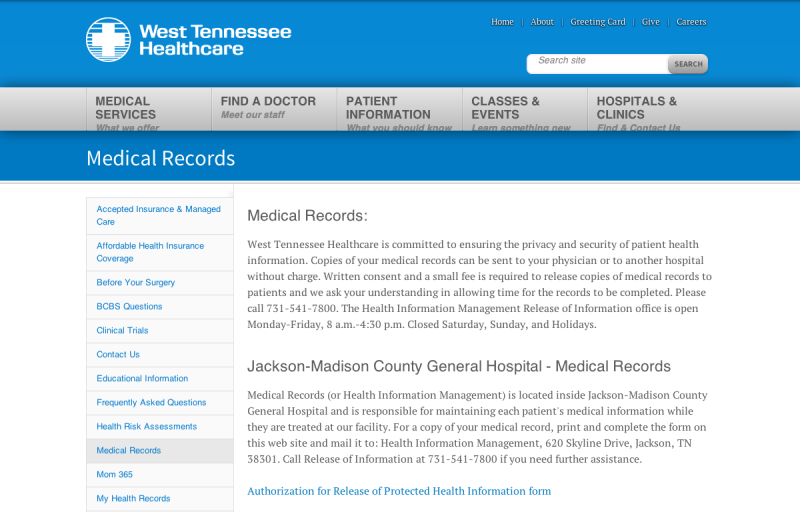 West Tennessee
Healthcare
Home | About | Greeting Card | Give | Careers
Search site
SEARCH
MEDICAL
SERVICES
What we offer
FIND A DOCTOR
Meet our staff
PATIENT
INFORMATION
What you should know
CLASSES &
EVENTS
Learn something new
HOSPITALS &
CLINICS
Find & Contact Us
Medical Records
Accepted Insurance & Managed
Care
Affordable Health Insurance
Coverage
Before Your Surgery
BCBS Questions
Clinical Trials
Contact Us
Educational Information
Frequently Asked Questions
Health Risk Assessments
Medical Records
Mom 365
My Health Records
Medical Records:
West Tennessee Healthcare is committed to ensuring the privacy and security of patient health
information. Copies of your medical records can be sent to your physician or to another hospital
without charge. Written consent and a small fee is required to release copies of medical records to
patients and we ask your understanding in allowing time for the records to be completed. Please
call 731-541-7800. The Health Information Management Release of Information office is open
Monday-Friday, 8 a.m.-4:30 p.m. Closed Saturday, Sunday, and Holidays.
Jackson-Madison County General Hospital - Medical Records
Medical Records (or Health Information Management) is located inside Jackson-Madison County
General Hospital and is responsible for maintaining each patient's medical information while
they are treated at our facility. For a copy of your medical record, print and complete the form on
this web site and mail it to: Health Information Management, 620 Skyline Drive, Jackson, TN
38301. Call Release of Information at 731-541-7800 if you need further assistance.
Authorization for Release of Protected Health Information form